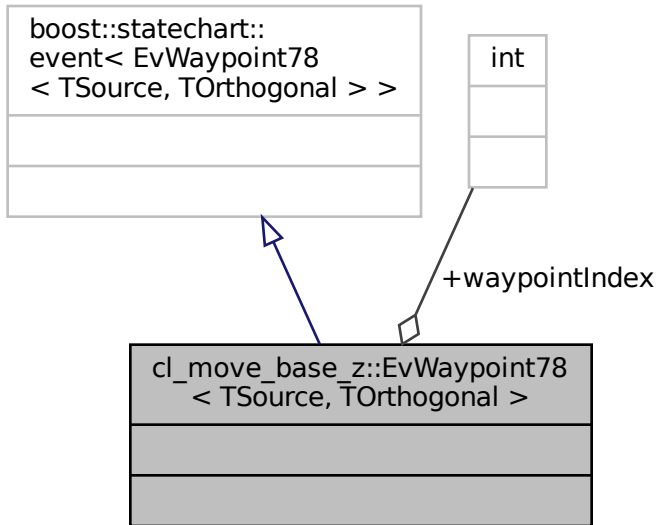 boost::statechart::
event< EvWaypoint78
< TSource, TOrthogonal > >
int
+waypointIndex
cl_move_base_z::EvWaypoint78
< TSource, TOrthogonal >